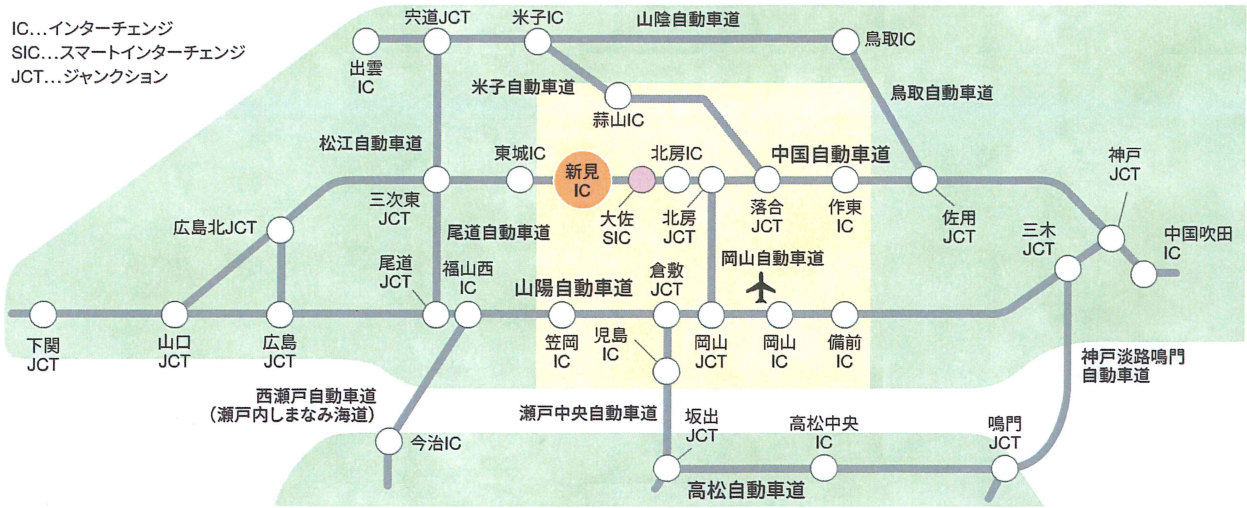 IC…インターチェンジ
SIC…スマートインターチェンジ
JCT…ジャンクション
宍道JCT
米子IC
山陰自動車道
鳥取IC
出雲
IC
米子自動車道
鳥取自動車道
蒜山IC
松江自動車道
東城IC
新見
IC
北房IC
中国自動車道
神戸
JCT
三次東
JCT
大佐
SIC
北房
JCT
落合
JCT
作東
IC
佐用
JCT
広島北JCT
尾道自動車道
三木
JCT
中国吹田
IC
尾道
JCT
福山西
IC
山陽自動車道
倉敷
JCT
岡山自動車道
下関
JCT
山口
JCT
広島
JCT
笠岡
IC
児島
IC
岡山
JCT
岡山
IC
備前
IC
神戸淡路鳴門
自動車道
西瀬戸自動車道
（瀬戸内しまなみ海道）
瀬戸中央自動車道
坂出
JCT
高松中央
IC
鳴門
JCT
今治IC
高松自動車道